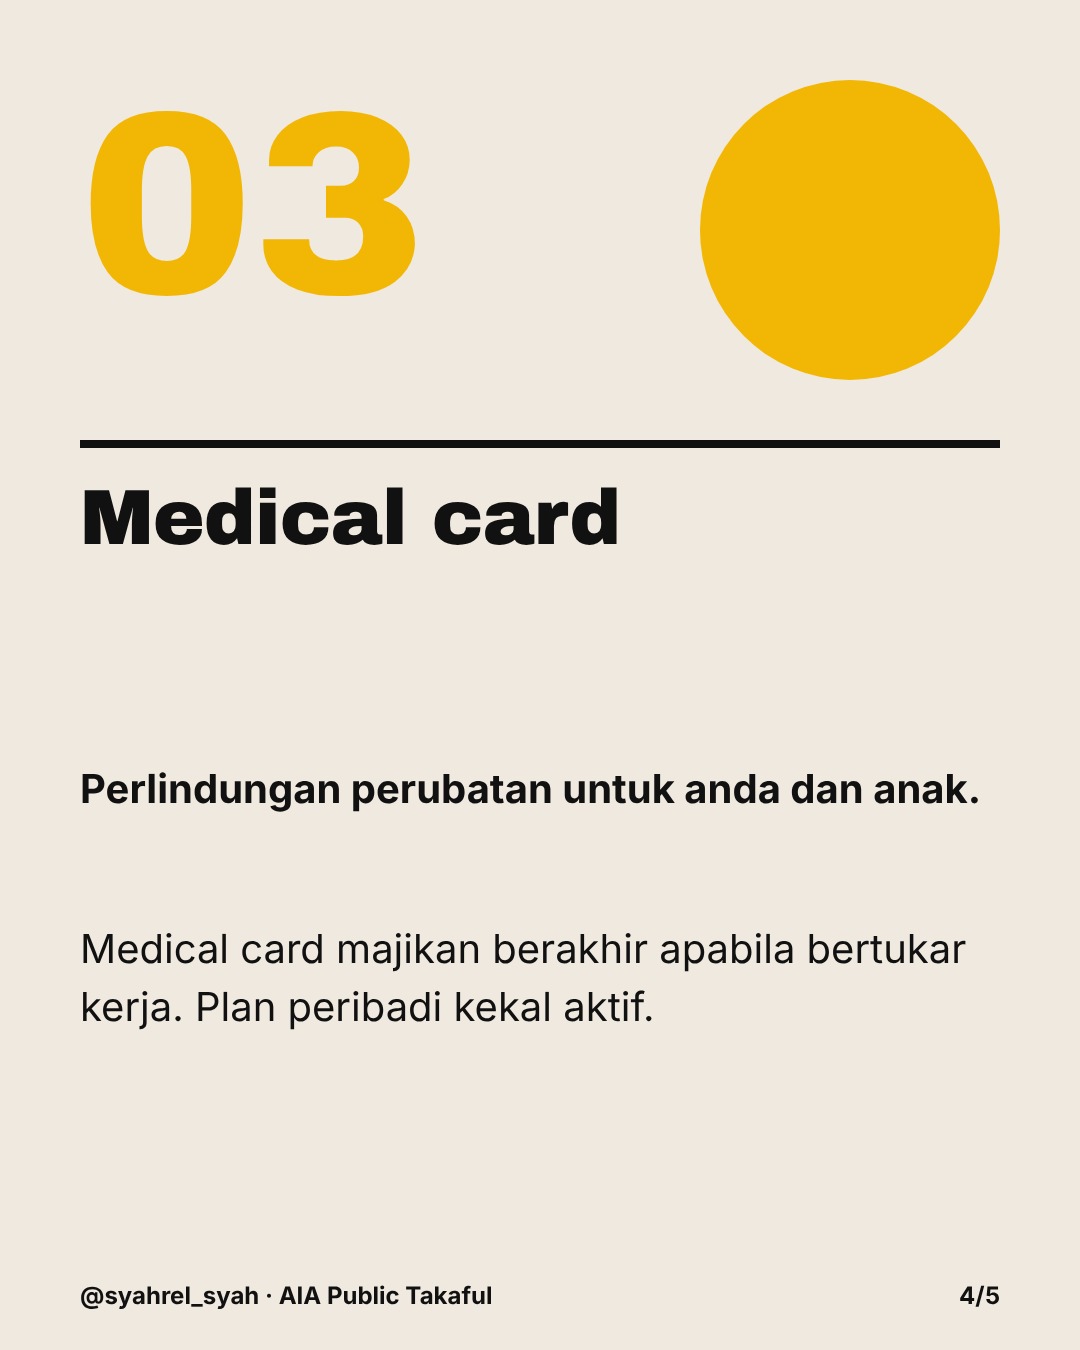 03
Medical card
Perlindungan perubatan untuk anda dan anak.
Medical card majikan berakhir apabila bertukar
kerja. Plan peribadi kekal aktif.
@syahrel_syah · AIA Public Takaful
4/5